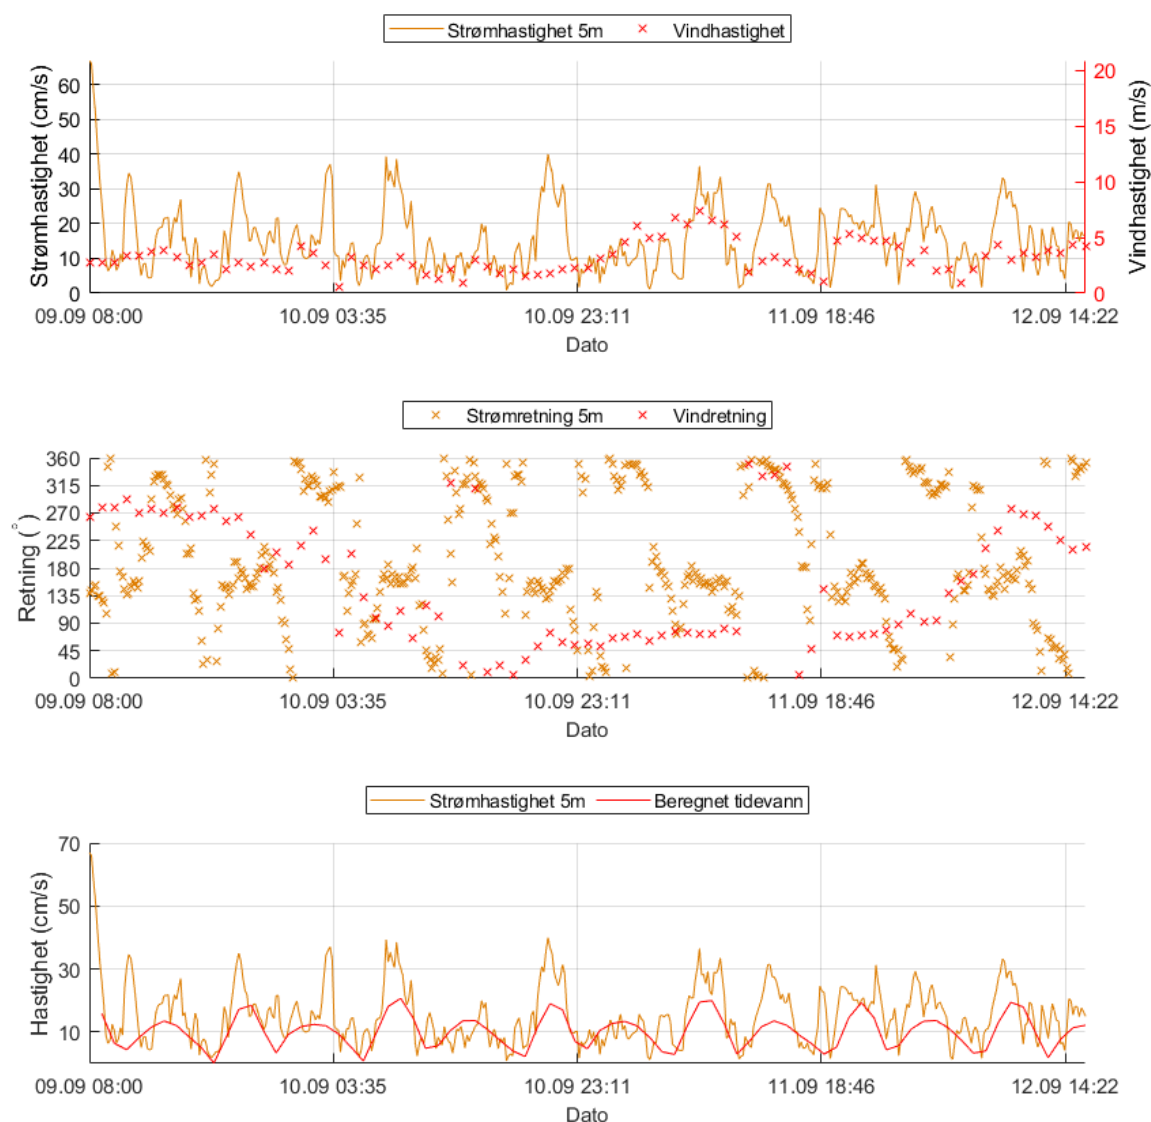 Strømhastighet 5m Vindhastighet
Strømhastighet (cm/s)
60
50
40
30
20
10
0
20
15
10
5
0
Vindhastighet (m/s)
09.09 08:00 10.09 03:35 10.09 23:11 11.09 18:46 12.09 14:22
Dato
Strømretning 5m Vindretning
Retning (°)
360
315
270
225
180
135
90
45
0
09.09 08:00 10.09 03:35 10.09 23:11 11.09 18:46 12.09 14:22
Dato
Strømhastighet 5m Beregnet tidevann
Hastighet (cm/s)
70
50
30
10
09.09 08:00 10.09 03:35 10.09 23:11 11.09 18:46 12.09 14:22
Dato